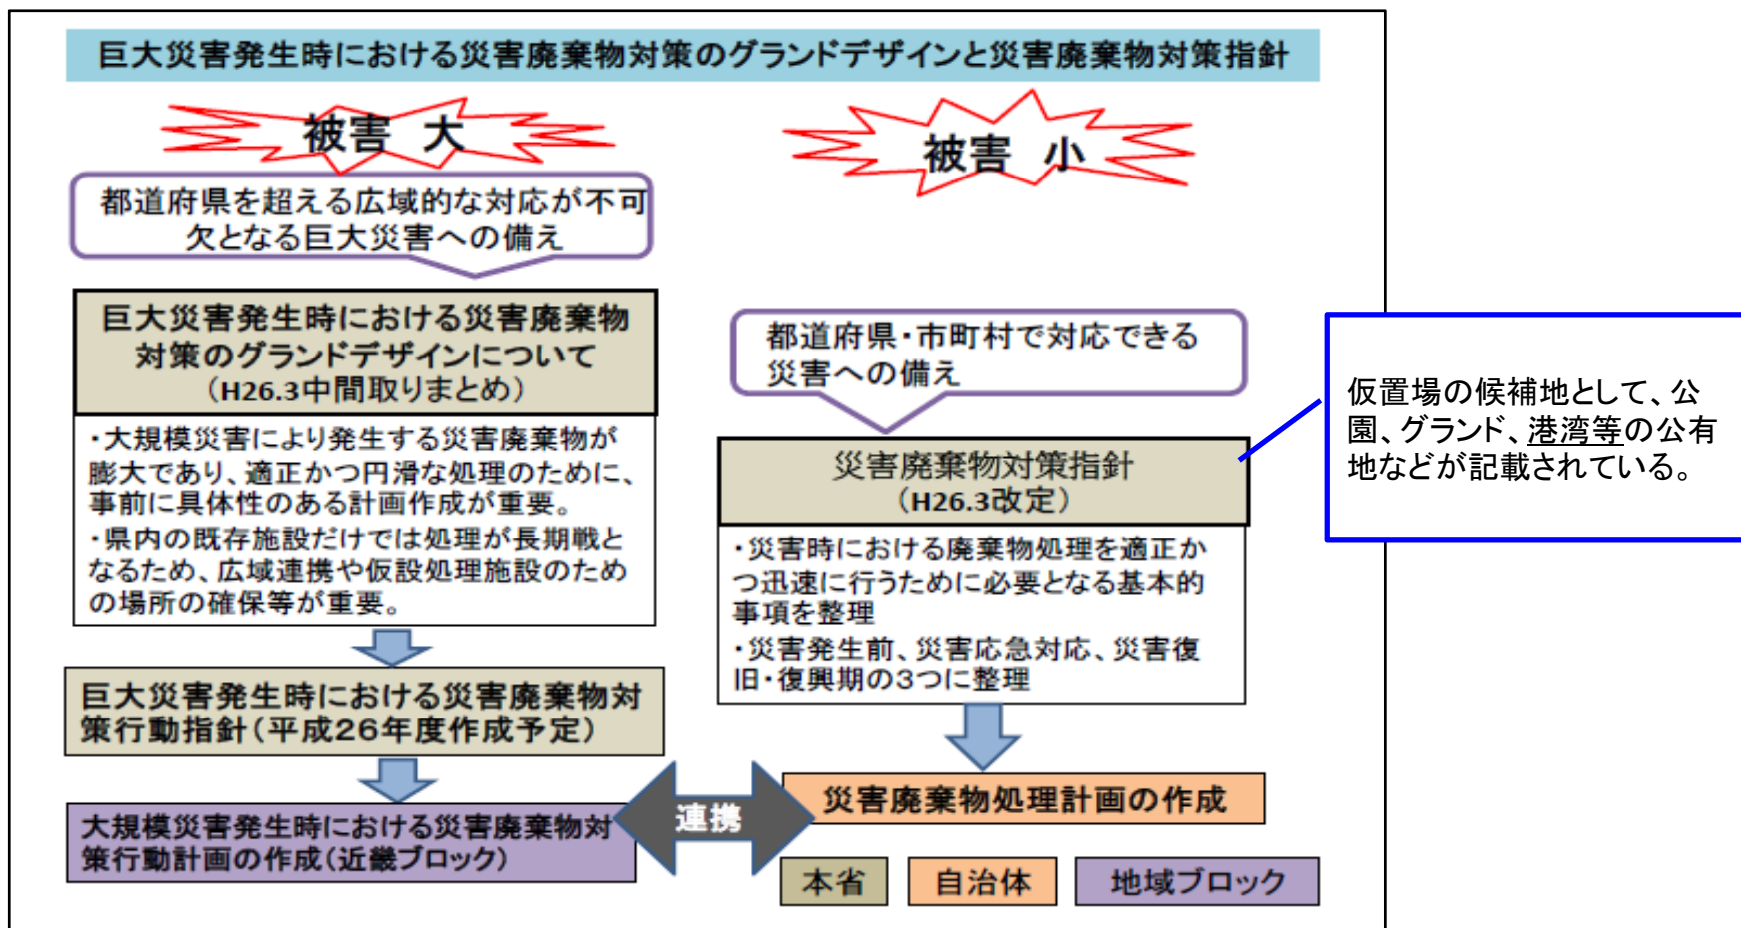 巨大災害発生時における災害廃棄物対策のグランドデザインと災害廃棄物対策指針
被害 大
都道府県を超える広域的な対応が不可
欠となる巨大災害への備え
巨大災害発生時における災害廃棄物
対策のグランドデザインについて
（H26.3中間取りまとめ）
・大規模災害により発生する災害廃棄物が
膨大であり、適正かつ円滑な処理のために、
事前に具体性のある計画作成が重要。
・県内の既存施設だけでは処理が長期戦と
なるため、広域連携や仮設処理施設のため
の場所の確保等が重要。
巨大災害発生時における災害廃棄物対
策行動指針（平成26年度作成予定）
大規模災害発生時における災害廃棄物対
策行動計画の作成（近畿ブロック）
連携
被害 小
都道府県・市町村で対応できる
災害への備え
災害廃棄物対策指針
（H26.3改定）
・災害時における廃棄物処理を適正か
つ迅速に行うために必要となる基本的
事項を整理
・災害発生前、災害応急対応、災害復
旧・復興期の３つに整理
災害廃棄物処理計画の作成
本省
自治体
地域ブロック
仮置場の候補地として、公
園、グランド、港湾等の公有
地などが記載されている。